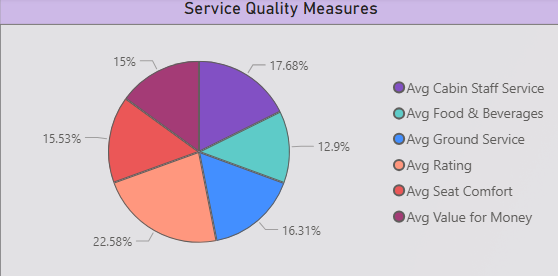 Service Quality Measures
15%
17.68%
15.53%
12.9%
22.58%
16.31%
Avg Cabin Staff Service
Avg Food & Beverages
Avg Ground Service
Avg Rating
Avg Seat Comfort
Avg Value for Money